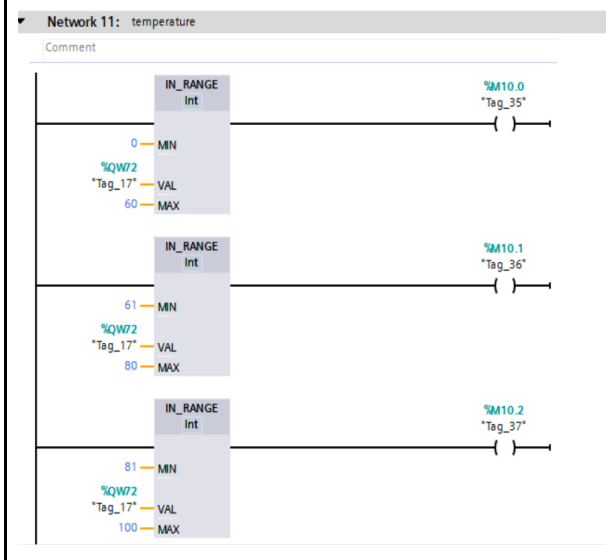 Network 11: temperature
Comment
IN_RANGE
Int
%M10.0
"Tag_35"
0 MIN
%QW72
"Tag_17" VAL
60 MAX
IN_RANGE
Int
%M10.1
"Tag_36"
61 MIN
%QW72
"Tag_17" VAL
80 MAX
IN_RANGE
Int
%M10.2
"Tag_37"
81 MIN
%QW72
"Tag_17" VAL
100 MAX